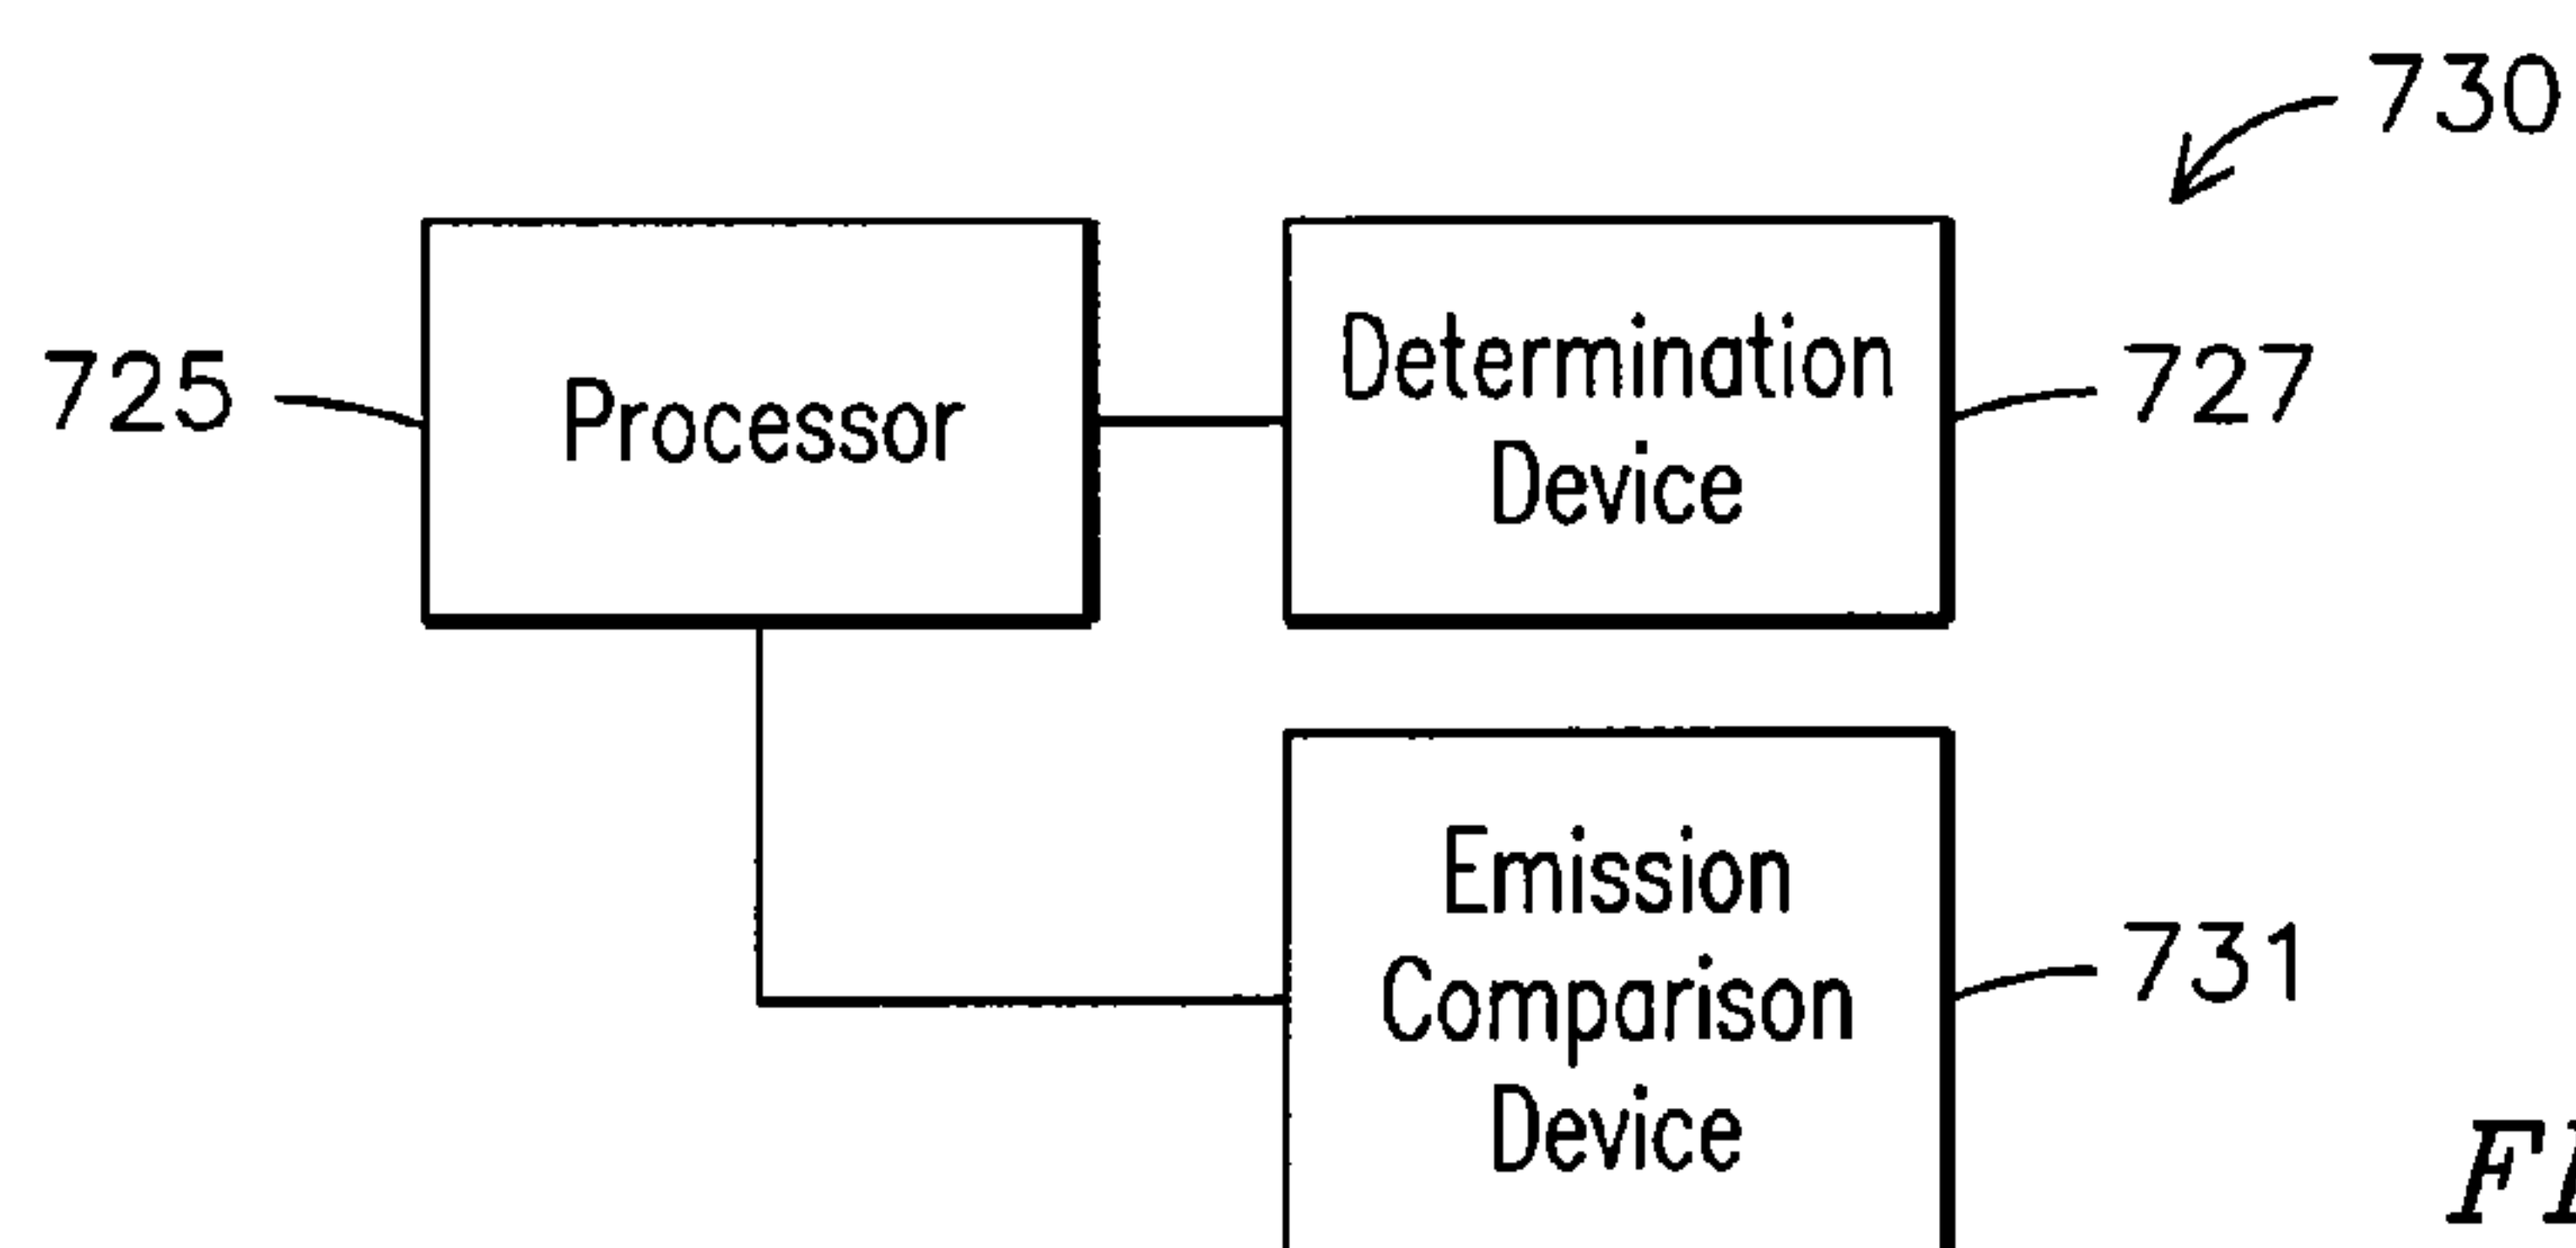 730
725
Processor
Determination
Device
727
Emission
Comparison
Device
731